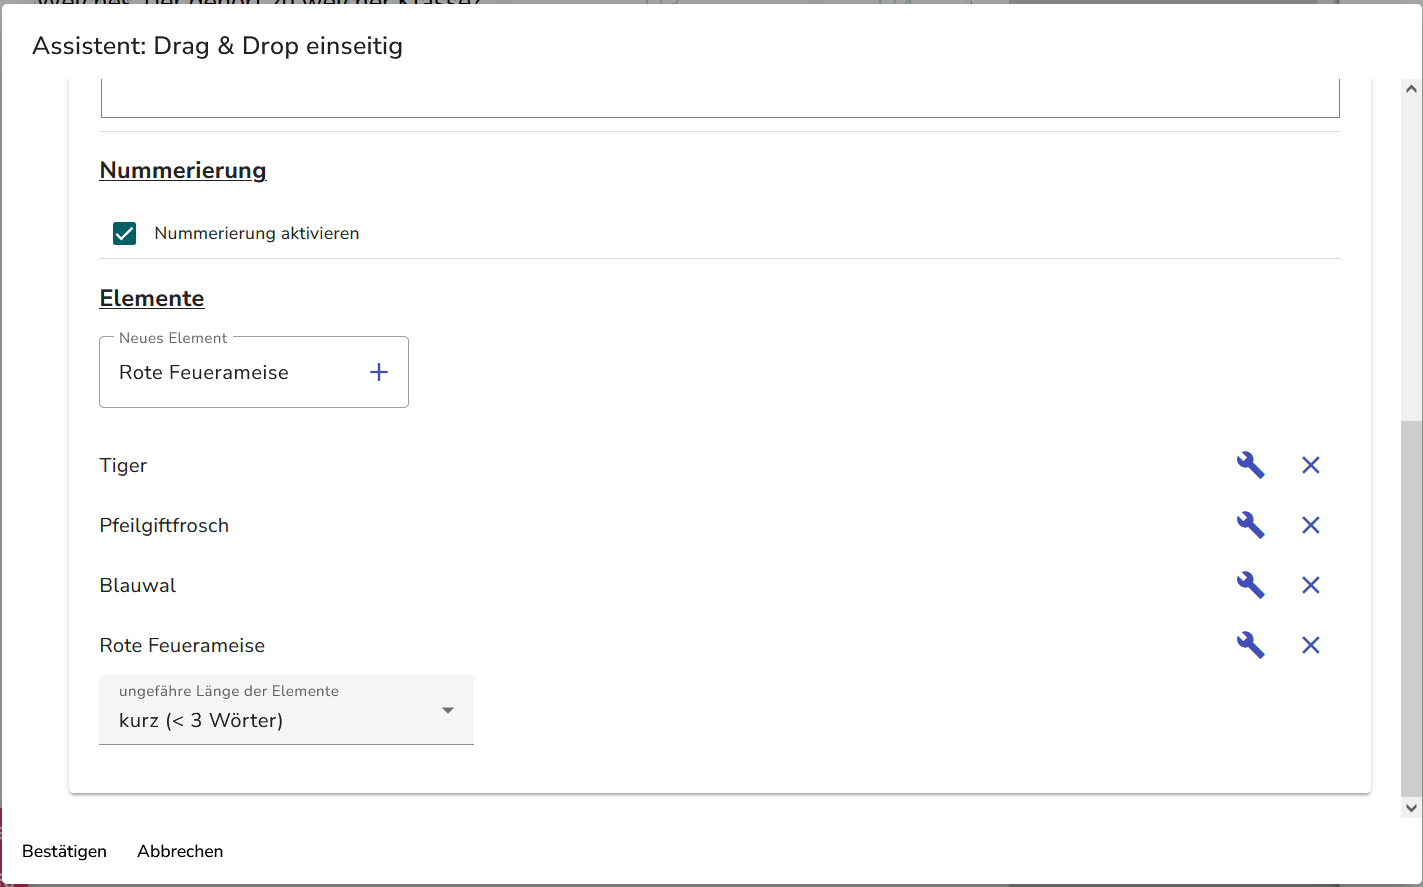 Assistent: Drag & Drop einseitig
Nummerierung
Nummerierung aktivieren
Elemente
Neues Element
Rote Feuerameise
Tiger
Pfeilgiftfrosch
Blauwal
Rote Feuerameise
ungefähre Länge der Elemente
kurz (< 3 Wörter)
Bestätigen Abbrechen